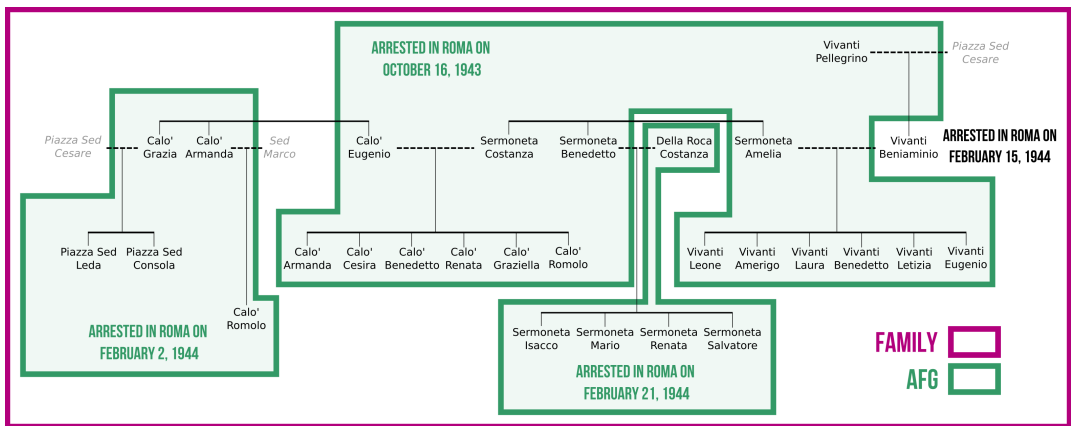 ARRESTED IN ROMA ON
OCTOBER 16, 1943
Vivanti
Pellegrino
Piazza Sed
Cesare
Piazza Sed
Cesare
Calo'
Grazia
Calo'
Armanda
Sed
Marco
Calo'
Eugenio
Sermoneta
Costanza
Sermoneta
Benedetto
Della Roca
Costanza
Sermoneta
Amelia
Vivanti
Beniaminio
ARRESTED IN ROMA ON
FEBRUARY 15, 1944
Piazza Sed
Leda
Piazza Sed
Consola
Calo'
Armanda
Calo'
Cesira
Calo'
Benedetto
Calo'
Renata
Calo'
Graziella
Calo'
Romolo
Vivanti
Leone
Vivanti
Amerigo
Vivanti
Laura
Vivanti
Benedetto
Vivanti
Letizia
Vivanti
Eugenio
Calo'
Romolo
ARRESTED IN ROMA ON
FEBRUARY 2, 1944
Sermoneta
Isacco
Sermoneta
Mario
Sermoneta
Renata
Sermoneta
Salvatore
ARRESTED IN ROMA ON
FEBRUARY 21, 1944
FAMILY
AFG